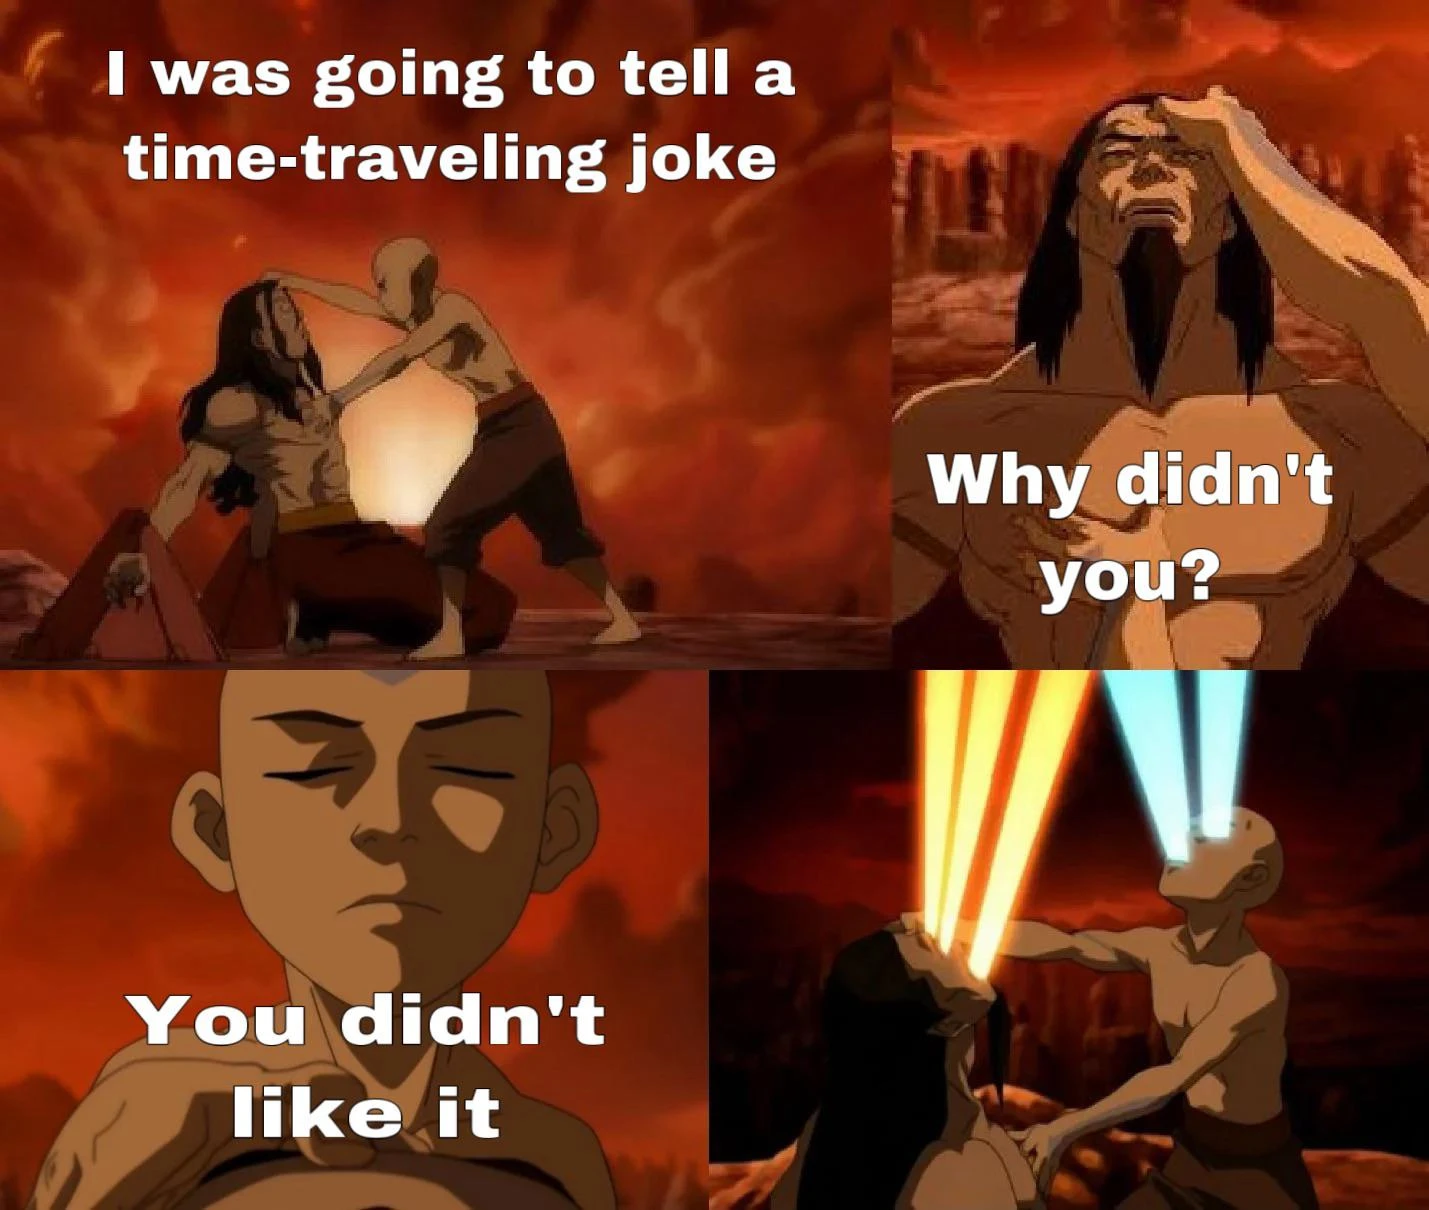 I was going to tell a
time-traveling joke
Why didn't
you?
You didn't
like it